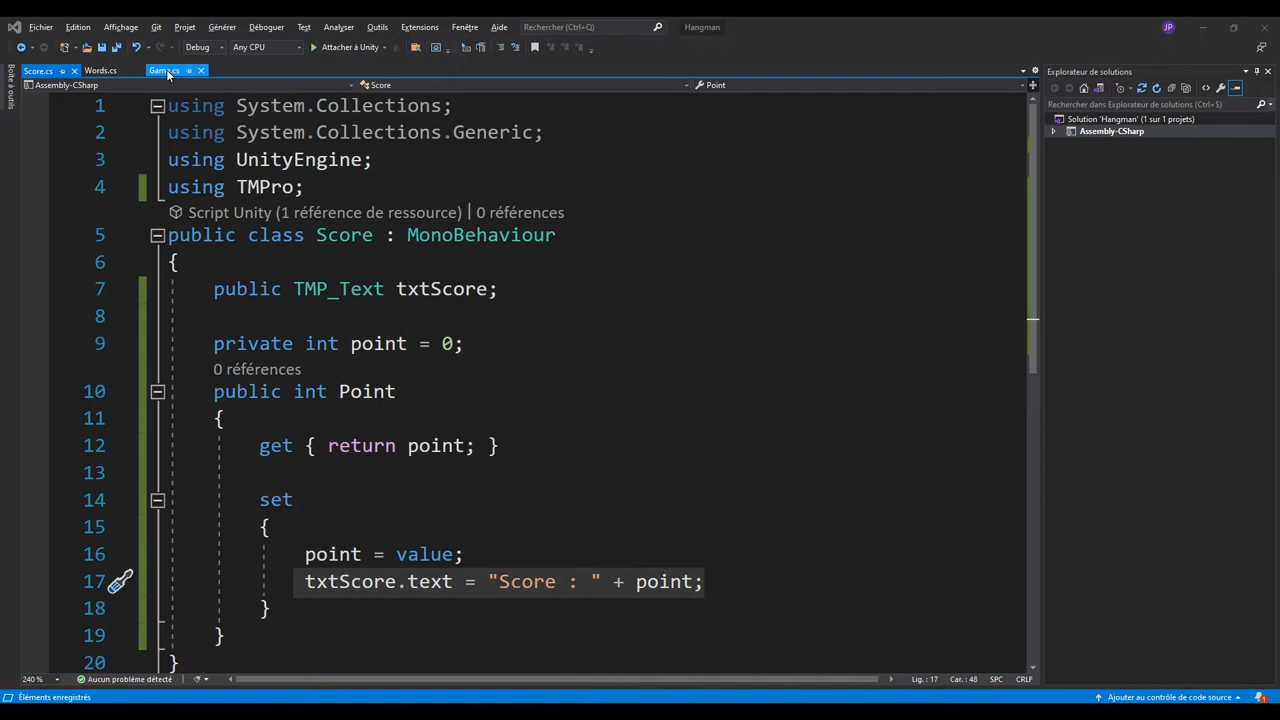 Fichier Edition Affichage Git Projet Générer Déboguer Test Analyser Outils Extensions Fenêtre Aide Rechercher (Ctrl+Q) Hangman JP
Debug Any CPU Attacher à Unity
Score.cs Words.cs Game.cs
Explorateur de solutions
Assembly-CSharp Score Point
Boîte à outils
Rechercher dans Explorateur de solutions (Ctrl+$)
Solution 'Hangman' (1 sur 1 projets)
Assembly-CSharp
1 using System.Collections;
2 using System.Collections.Generic;
3 using UnityEngine;
4 using TMPro;
Script Unity (1 référence de ressource) | 0 références
5 public class Score : MonoBehaviour
6 {
7 public TMP_Text txtScore;
8
9 private int point = 0;
0 références
10 public int Point
11 {
12 get { return point; }
13
14 set
15 {
16 point = value;
17 txtScore.text = "Score : " + point;
18 }
19 }
20 }
240 % Aucun problème détecté Lig. : 17 Car. : 48 SPC CRLF
Éléments enregistrés Ajouter au contrôle de code source 1